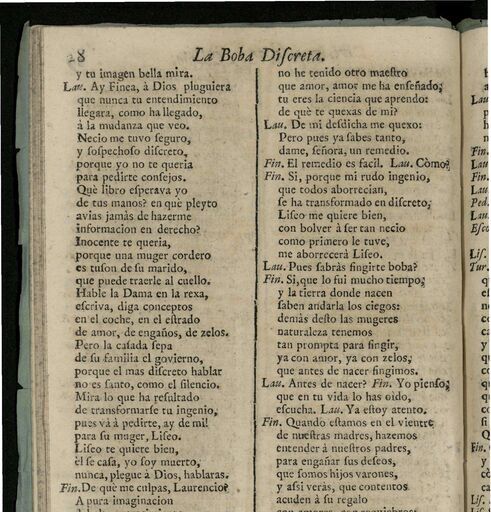 28
La Boba Discreta.
y tu imagen bella mira.
Lau. Ay Finea, à Dios pluguiera
que nunca tu entendimiento
llegara, como ha llegado,
à la mudanza que veo.
Necio me tuvo seguro,
y sospechoso discreto,
porque yo no te queria
para pedirte consejos.
Què libro esperava yo
de tus manos? en què pleyto
avias jamàs de hazerme
informacion en derecho?
Inocente te queria,
porque una muger cordero
es tuson de su marido,
que puede traerle al cuello.
Hable la Dama en la rexa,
escriva, diga conceptos
en el coche, en el estrado
de amor, de engaños, de zelos.
Pero la casada sepa
de su familia el govierno,
porque el mas discreto hablar
no es santo, como el silencio.
Mira lo que ha resultado
de transformarse tu ingenio,
pues và à pedirte, ay de mi!
para su muger, Liseo.
Liseo te quiere bien,
èl se casa, yo soy muerto,
nunca, plegue à Dios, hablaras.
Fin. De què me culpas, Laurencio?
A pura imaginacion
no he tenido otro maestro
que amor, amor me ha enseñado;
tu eres la ciencia que aprendo:
de què te quexas de mi?
Lau. De mi desdicha me quexo:
Pero pues ya sabes tanto,
dame, señora, un remedio.
Fin. El remedio es facil. Lau. Còmo?
Fin. Si, porque mi rudo ingenio,
que todos aborrecian,
se ha transformado en discreto;
Liseo me quiere bien,
con bolver à ser tan necio
como primero le tuve,
me aborrecerà Liseo.
Lau. Pues sabràs fingirte boba?
Fin. Si, que lo fui mucho tiempo;
y la tierra donde nacen
saben andarla los ciegos:
demàs desto las mugeres
naturaleza tenemos
tan prompta para fingir,
ya con amor, ya con zelos,
que antes de nacer fingimos.
Lau. Antes de nacer? Fin. Yo pienso,
que en tu vida lo has oìdo,
escucha. Lau. Ya estoy atento.
Fin. Quando estamos en el vientre
de nuestras madres, hazemos
entender à nuestros padres,
para engañar sus deseos,
que somos hijos varones,
y assi veràs, que contentos
acuden à su regalo